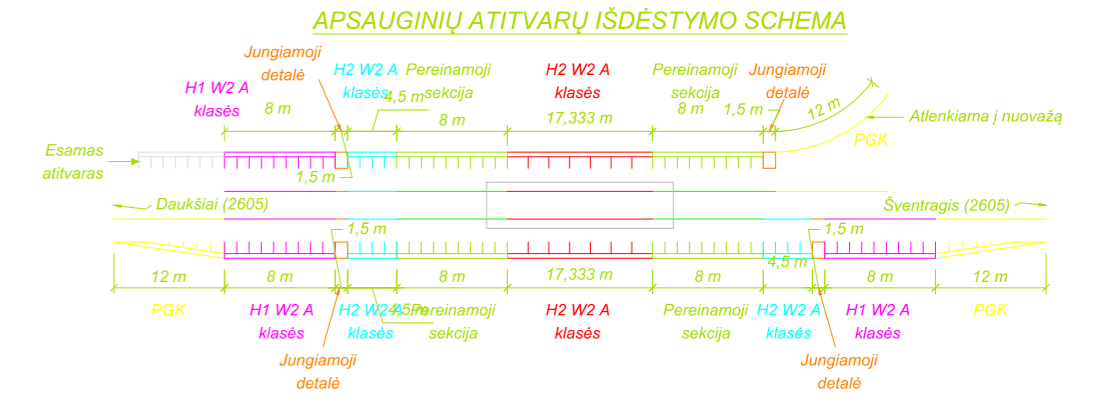 APSAUGINIŲ ATITVARŲ IŠDĖSTYMO SCHEMA
Jungiamoji
detalė
H2 W2 A
klasės
Pereinamoji
sekcija
H2 W2 A
klasės
Pereinamoji
sekcija
Jungiamoji
detalė
H1 W2 A
klasės
8 m
4,5 m
8 m
17,333 m
8 m
1,5 m
12 m
Atlenkiama į nuovažą
PGK
Esamas
atitvaras
1,5 m
Daukšiai (2605)
Šventragis (2605)
1,5 m
1,5 m
4,5 m
12 m
8 m
8 m
17,333 m
8 m
8 m
12 m
PGK
H1 W2 A
klasės
H2 W2 A
klasės
4,5 m
Pereinamoji
sekcija
H2 W2 A
klasės
Pereinamoji
sekcija
H2 W2 A
klasės
H1 W2 A
klasės
PGK
Jungiamoji
detalė
Jungiamoji
detalė